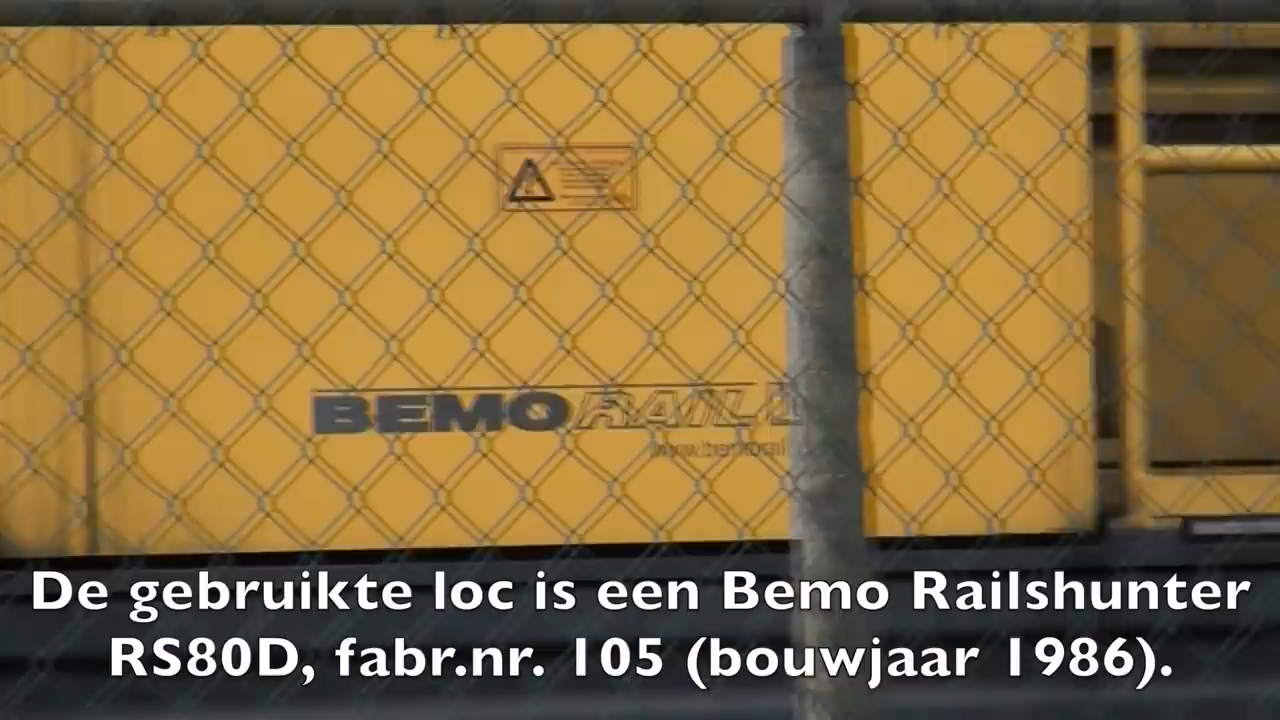 BEMO RAIL
De gebruikte loc is een Bemo Railshunter
RS80D, fabr.nr. 105 (bouwjaar 1986).